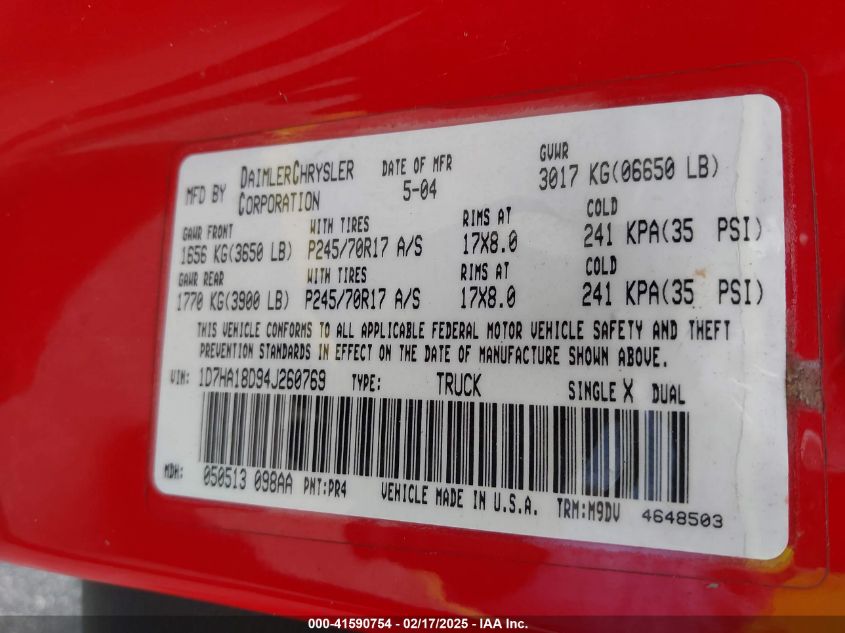 MFD BY DAIMLERCHRYSLER CORPORATION DATE OF MFR 5-04 GVWR 3017 KG(06650 LB)
GAWR FRONT WITH TIRES RIMS AT COLD
1656 KG(3650 LB) P245/70R17 A/S 17X8.0 241 KPA(35 PSI)
GAWR REAR WITH TIRES RIMS AT COLD
1770 KG(3900 LB) P245/70R17 A/S 17X8.0 241 KPA(35 PSI)
THIS VEHICLE CONFORMS TO ALL APPLICABLE FEDERAL MOTOR VEHICLE SAFETY AND THEFT
PREVENTION STANDARDS IN EFFECT ON THE DATE OF MANUFACTURE SHOWN ABOVE.
VIN: 1D7HA18D94J260769 TYPE: TRUCK SINGLE X DUAL
MDH: 050513 098AA PNT:PR4 VEHICLE MADE IN U.S.A. TRM:M9DV 4648503
000-41590754 - 02/17/2025 - IAA Inc.